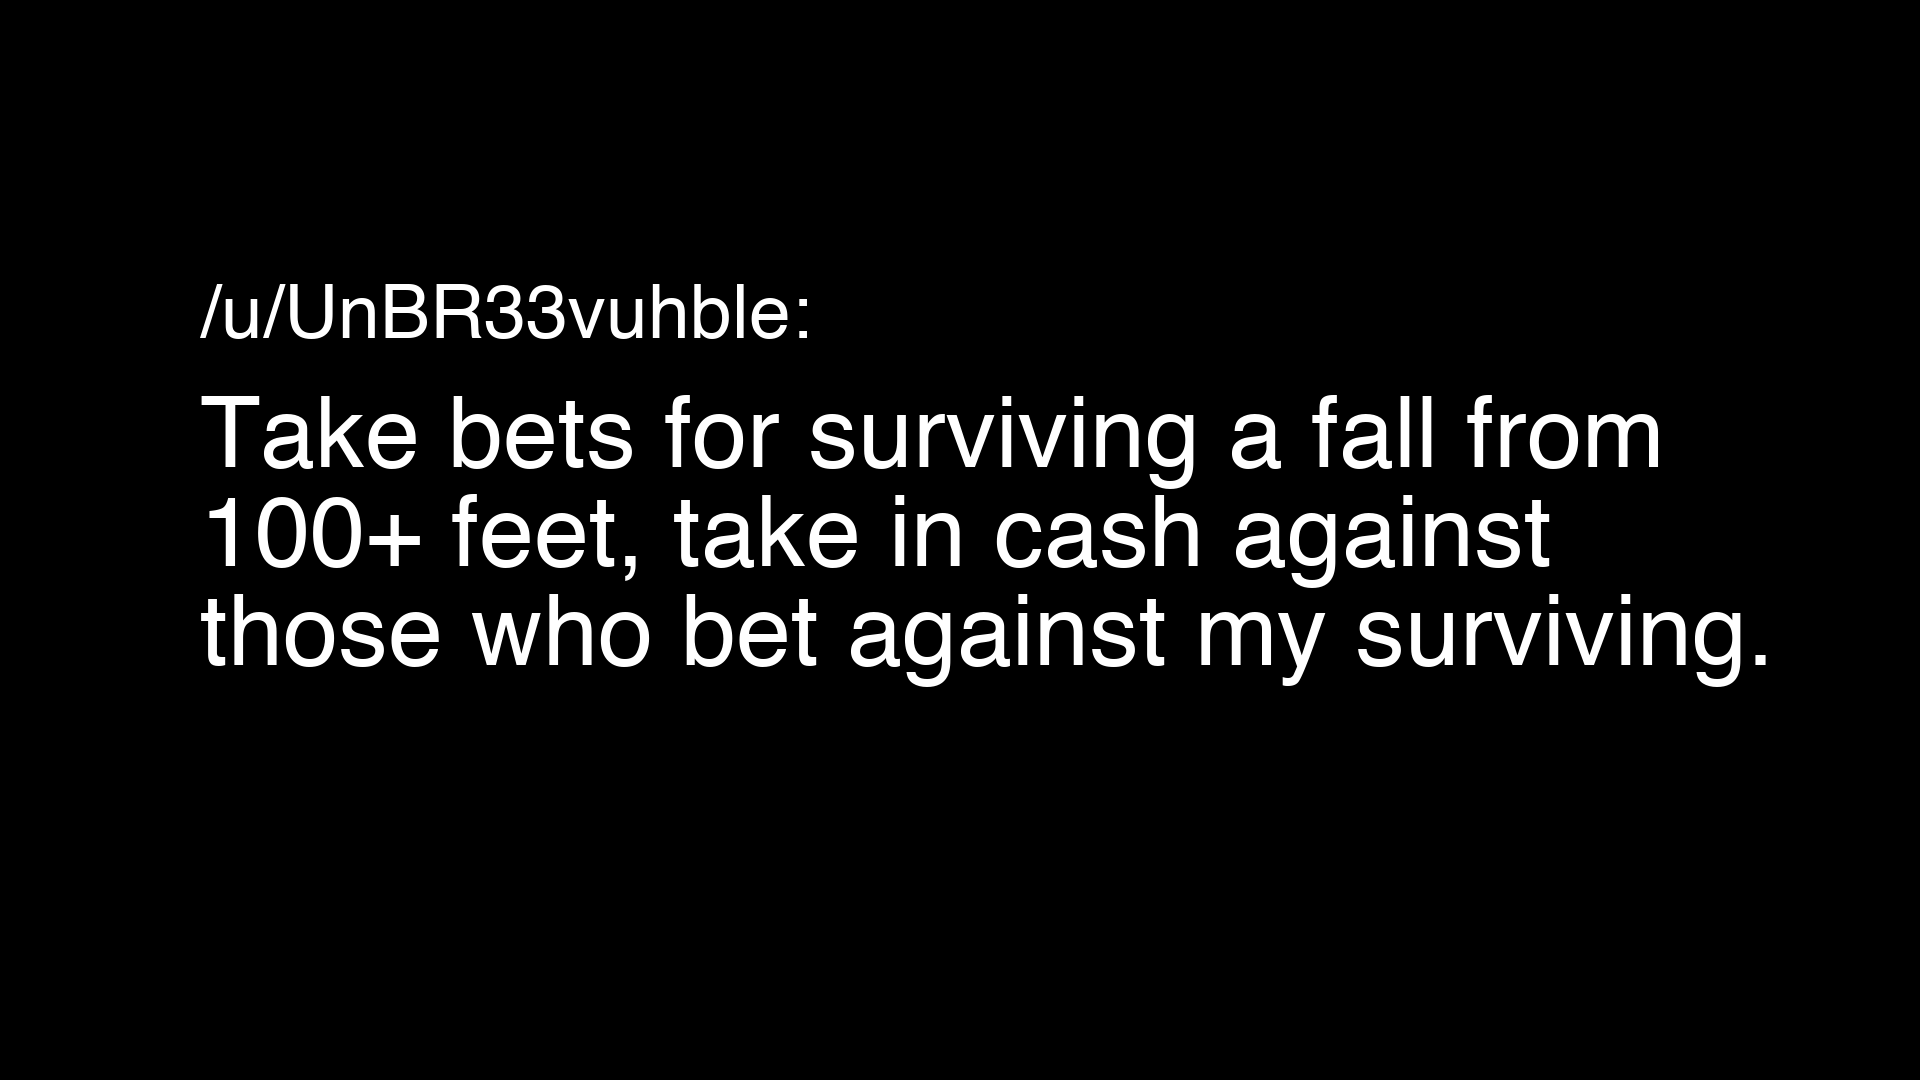 /u/UnBR33vuhble:
Take bets for surviving a fall from
100+ feet, take in cash against
those who bet against my surviving.